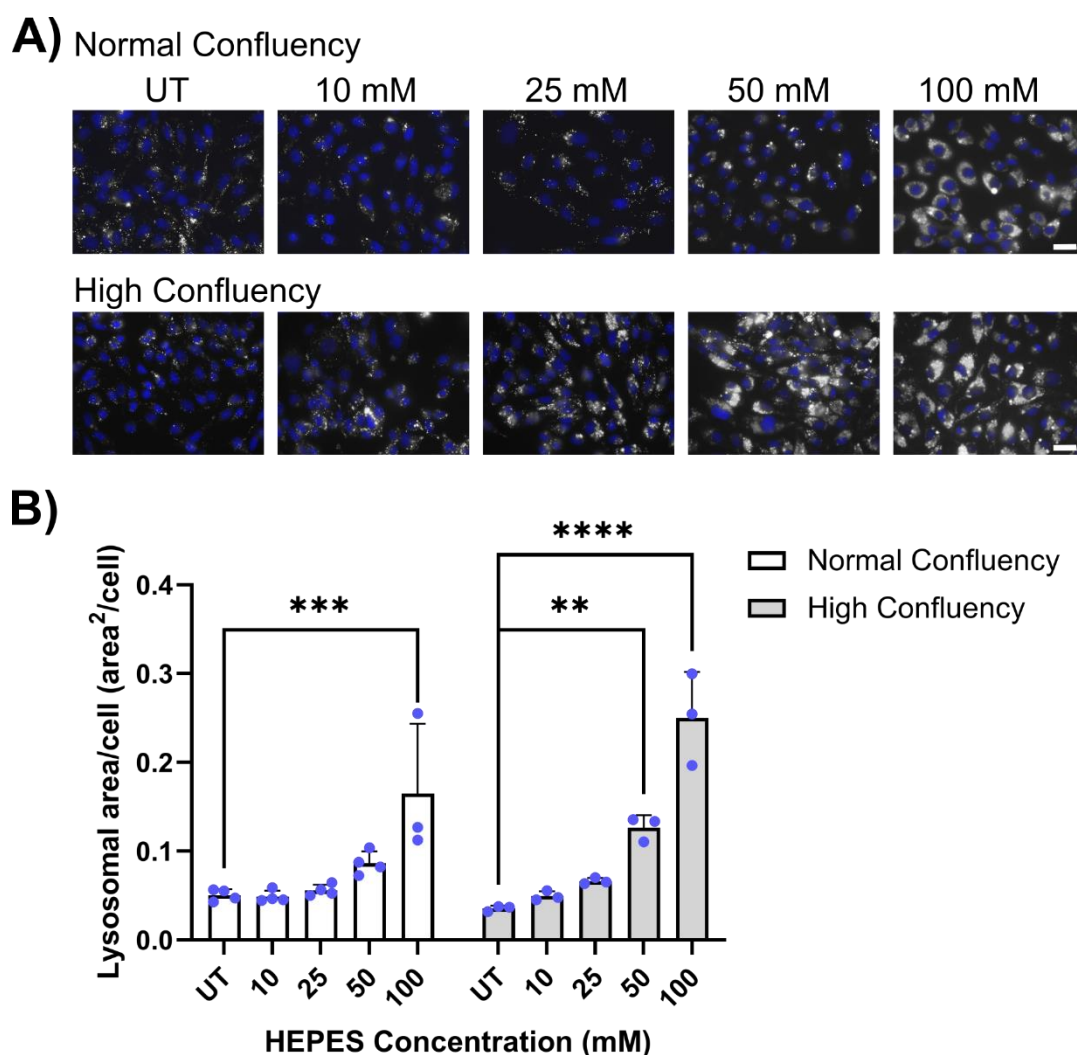 A) Normal Confluency
UT 10 mM 25 mM 50 mM 100 mM
High Confluency
B)
**** 
*** **
Normal Confluency
High Confluency
Lysosomal area/cell (area²/cell)
0.4
0.3
0.2
0.1
0.0
UT 10 25 50 100 UT 10 25 50 100
HEPES Concentration (mM)